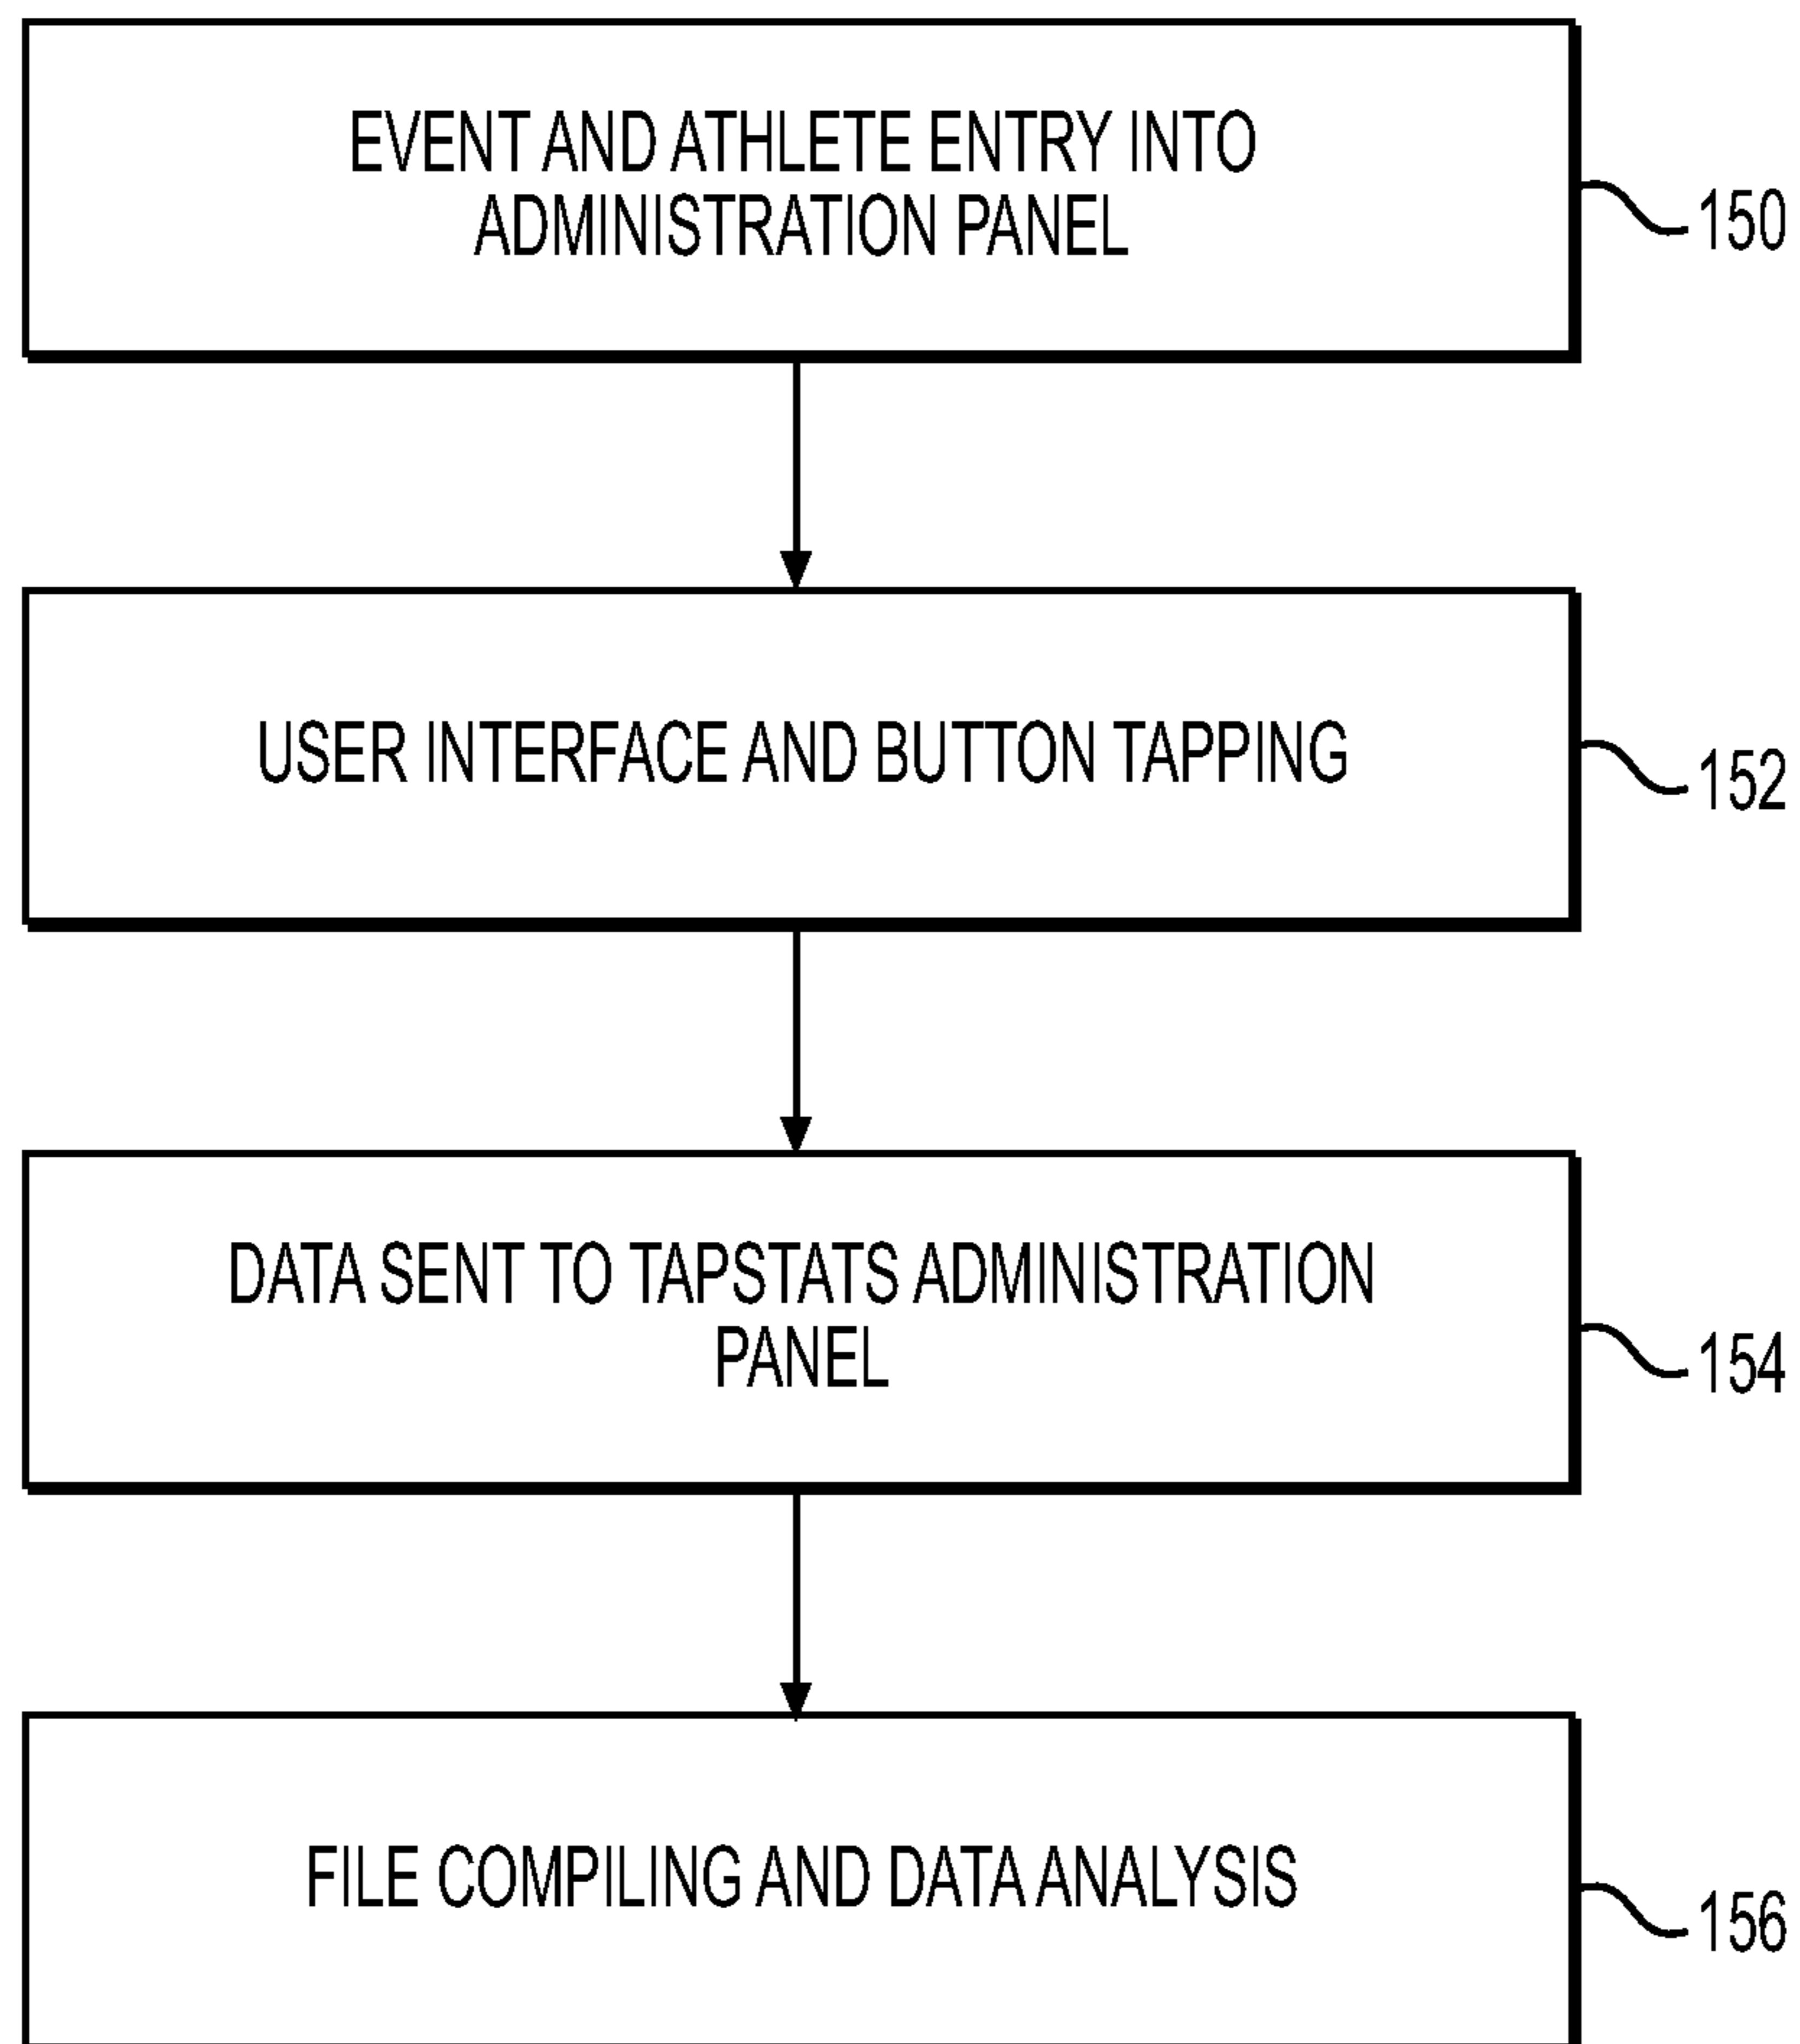 EVENT AND ATHLETE ENTRY INTO
ADMINISTRATION PANEL
150
USER INTERFACE AND BUTTON TAPPING
152
DATA SENT TO TAPSTATS ADMINISTRATION
PANEL
154
FILE COMPILING AND DATA ANALYSIS
156